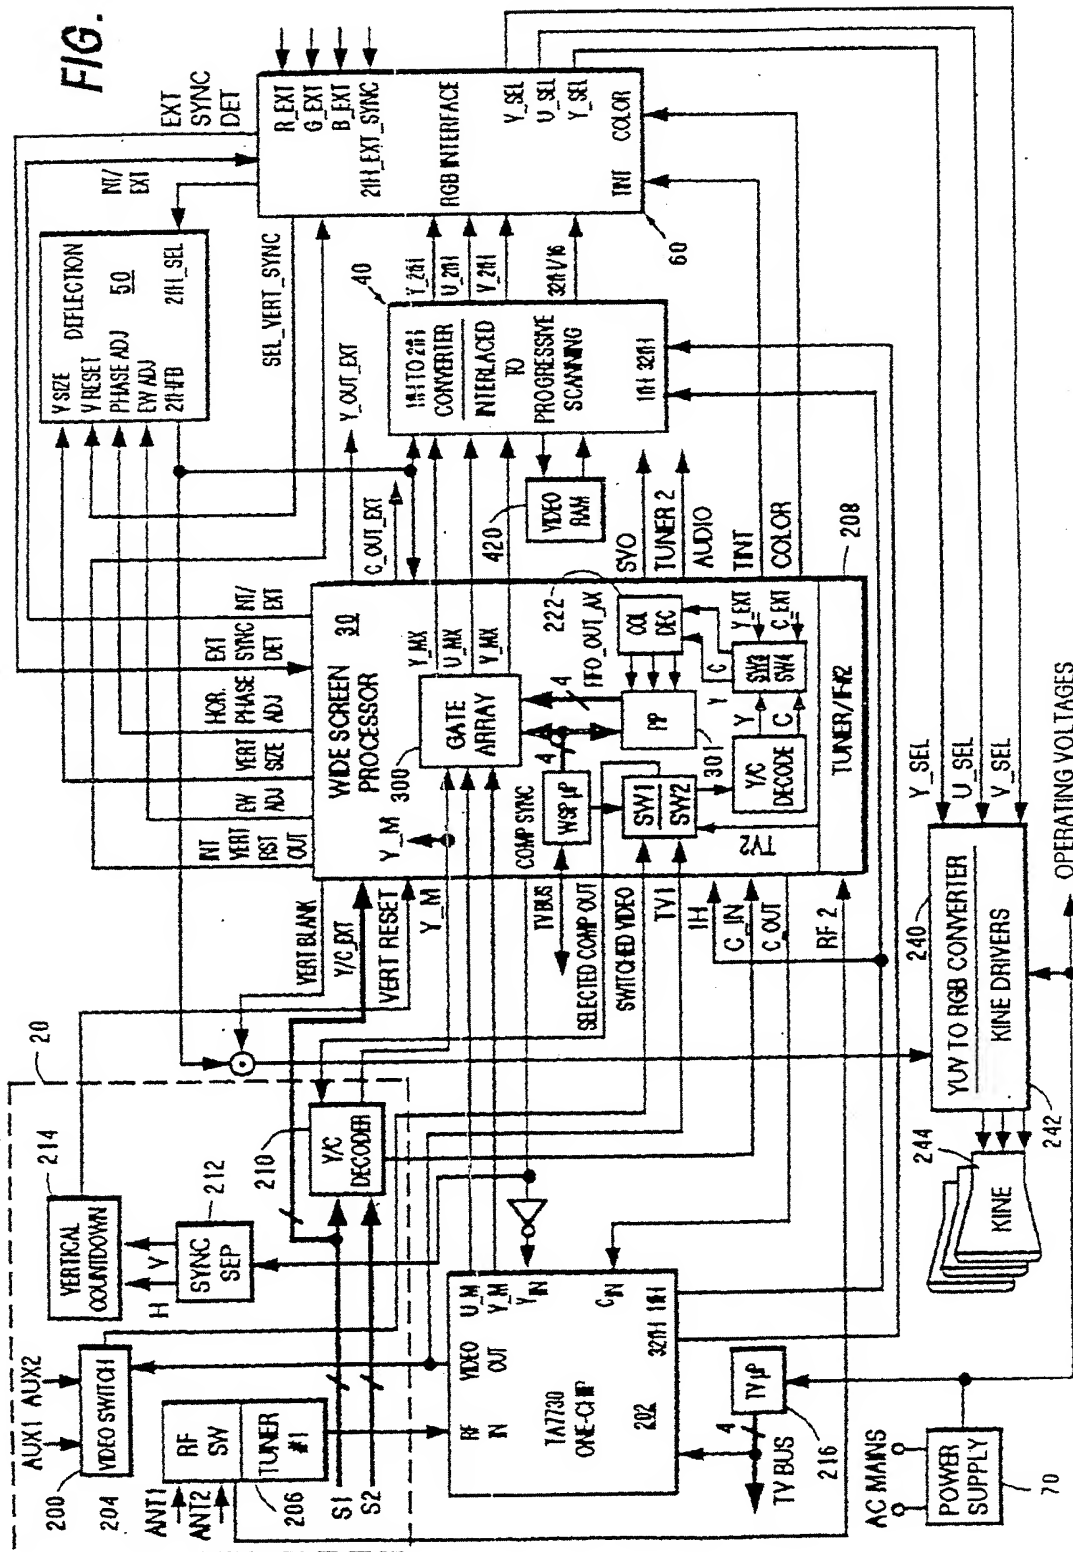 FIG.
EXT
SYNC
DET
INT/
EXT
R_EXT
G_EXT
B_EXT
2fH_EXT_SYNC
RGB INTERFACE
V_SEL
U_SEL
Y_SEL
TINT
COLOR
60
V SIZE
V RESET
PHASE ADJ
EW ADJ
2fHFB
DEFLECTION
50
2fH_SEL
SEL_VERT_SYNC
Y_2fH
U_2fH
V_2fH
32fH/16
40
1fH TO 2fH
CONVERTER
INTERLACED
TO
PROGRESSIVE
SCANNING
1fH 32fH
VIDEO
RAM
420
Y_OUT_EXT
C_OUT_EXT
INT
VERT
RST
OUT
EW
ADJ
VERT
SIZE
HOR.
PHASE
ADJ
EXT
SYNC
DET
INT/
EXT
WIDE SCREEN
PROCESSOR
30
300
GATE
ARRAY
Y_MX
U_MX
V_MX
Y_M
COMP SYNC
WSP µP
4
4
FIFO_OUT_AX
PIP
301
COL
DEC
222
SW1
SW2
Y/C
DECODE
Y
C
Y
C
SW3
SW4
Y_EXT
C_EXT
TV2
TUNER/IF#2
208
SVO
TUNER 2
AUDIO
TINT
COLOR
VERT BLANK
Y/C_EXT
VERT RESET
Y_M
TV BUS
SELECTED COMP OUT
SWITCHED VIDEO
TV1
1H
C_IN
C_OUT
RF 2
20
214
VERTICAL
COUNTDOWN
H
V
212
SYNC
SEP
210
Y/C
DECODER
AUX1 AUX2
VIDEO SWITCH
200
204
ANT1
ANT2
RF
SW
TUNER
#1
206
S1
S2
RF
IN
VIDEO
OUT
U_M
V_M
Y IN
C IN
TA7730
ONE-CHIP
202
32fH 1fH
TV µP
216
4
TV BUS
AC MAINS
POWER
SUPPLY
70
OPERATING VOLTAGES
Y_SEL
U_SEL
V_SEL
240
YUV TO RGB CONVERTER
KINE DRIVERS
242
244
KINE